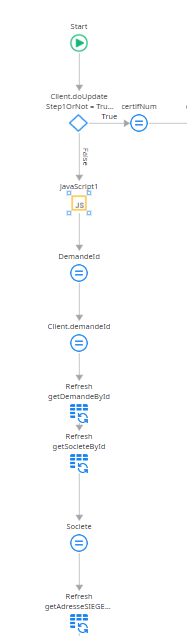 Start
Client.doUpdate
Step1OrNot = Tru...
certifNum
True
False
JavaScript1
JS
DemandeId
Client.demandeId
Refresh
getDemandeById
Refresh
getSocieteById
Societe
Refresh
getAdresseSIEGE...